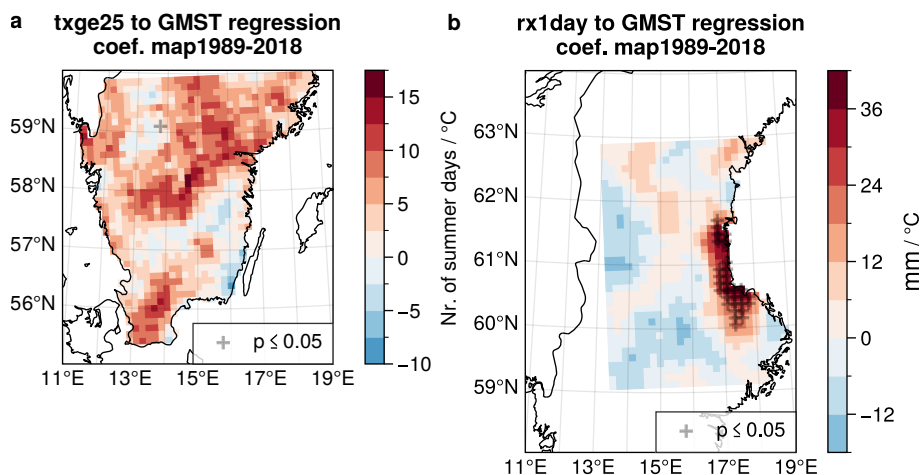 a
txge25 to GMST regression
coef. map1989-2018
59°N
58°N
57°N
56°N
11°E
13°E
15°E
17°E
19°E
p ≤ 0.05
15
10
5
0
−5
−10
Nr. of summer days / °C
b
rx1day to GMST regression
coef. map1989-2018
63°N
62°N
61°N
60°N
59°N
11°E
13°E
15°E
17°E
19°E
p ≤ 0.05
36
24
12
0
−12
mm / °C